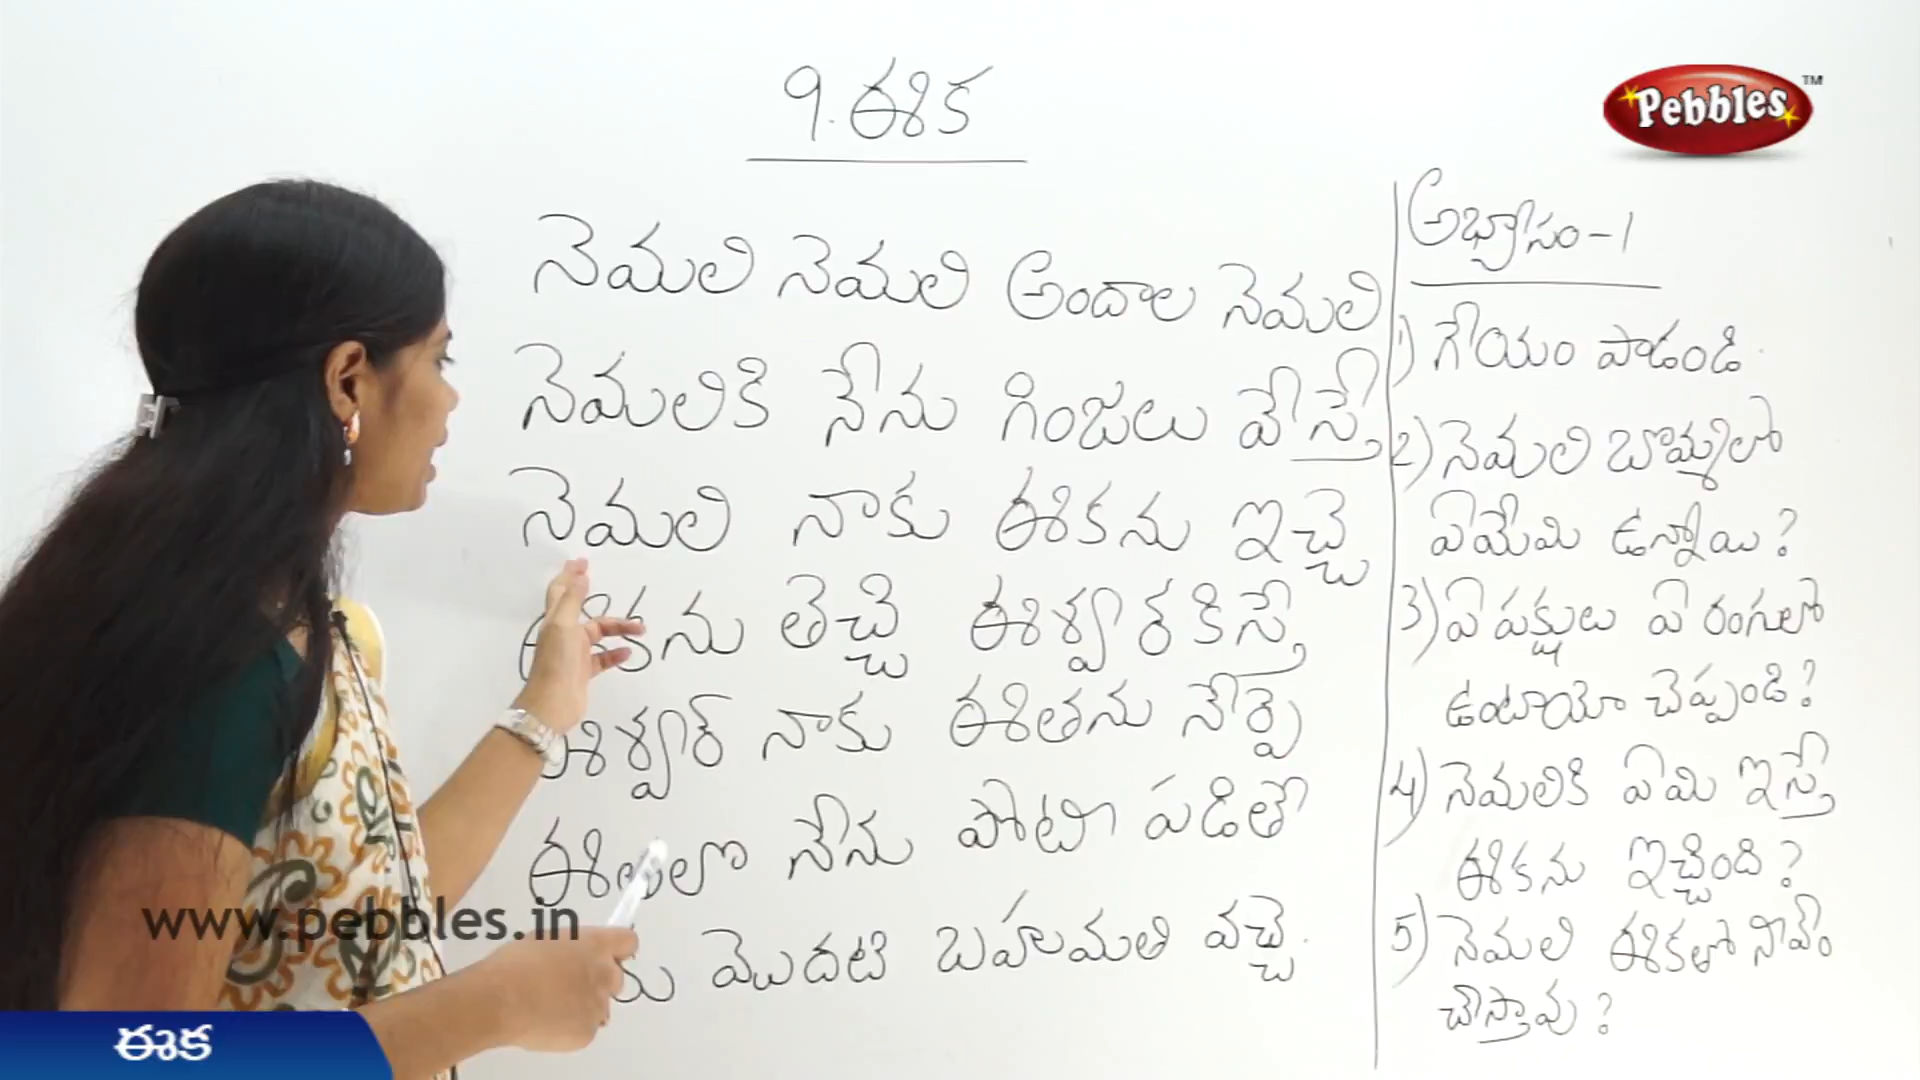 9. ఈక
Pebbles™
నెమలి నెమలి అందాల నెమలి
నెమలికి నేను గింజలు వేస్తే
నెమలి నాకు ఈకను ఇచ్చె
ఈకను తెచ్చి ఈశ్వర్ కిస్తే
ఈశ్వర్ నాకు ఈతను నేర్పె
నేను పోటీ పడితే
మొదటి బహుమతి వచ్చె.
అభ్యాసం-1
1) గేయం పాడండి.
2) నెమలి బొమ్మలో
ఏమేమి ఉన్నాయి?
3) ఏ పక్షులు ఏ రంగులో
ఉంటాయో చెప్పండి?
4) నెమలికి ఏమి ఇస్తే
ఈకను ఇచ్చింది?
5) నెమలి ఈకలో నీవేం
చూస్తావు?
www.pebbles.in
ఈక